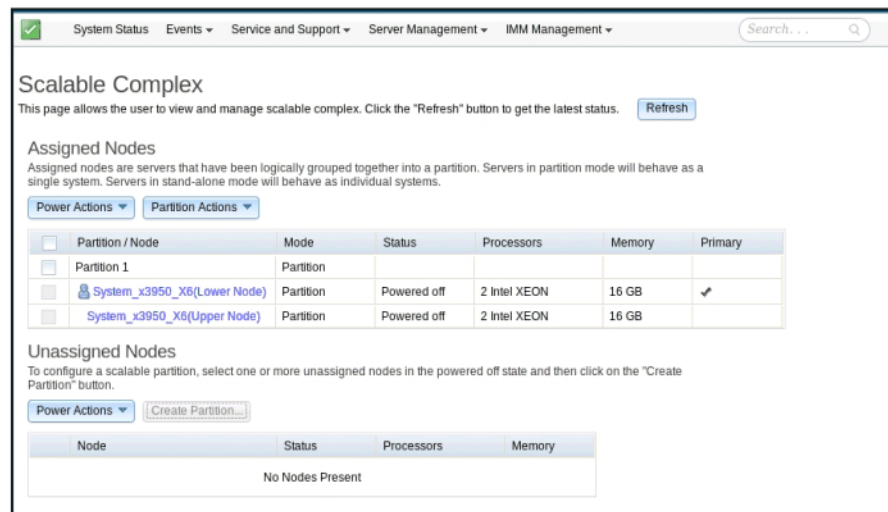 System Status Events Service and Support Server Management IMM Management Search. . .
Scalable Complex
This page allows the user to view and manage scalable complex. Click the "Refresh" button to get the latest status. Refresh
Assigned Nodes
Assigned nodes are servers that have been logically grouped together into a partition. Servers in partition mode will behave as a
single system. Servers in stand-alone mode will behave as individual systems.
Power Actions Partition Actions
Partition / Node Mode Status Processors Memory Primary
Partition 1 Partition
System_x3950_X6(Lower Node) Partition Powered off 2 Intel XEON 16 GB
System_x3950_X6(Upper Node) Partition Powered off 2 Intel XEON 16 GB
Unassigned Nodes
To configure a scalable partition, select one or more unassigned nodes in the powered off state and then click on the "Create
Partition" button.
Power Actions Create Partition...
Node Status Processors Memory
No Nodes Present